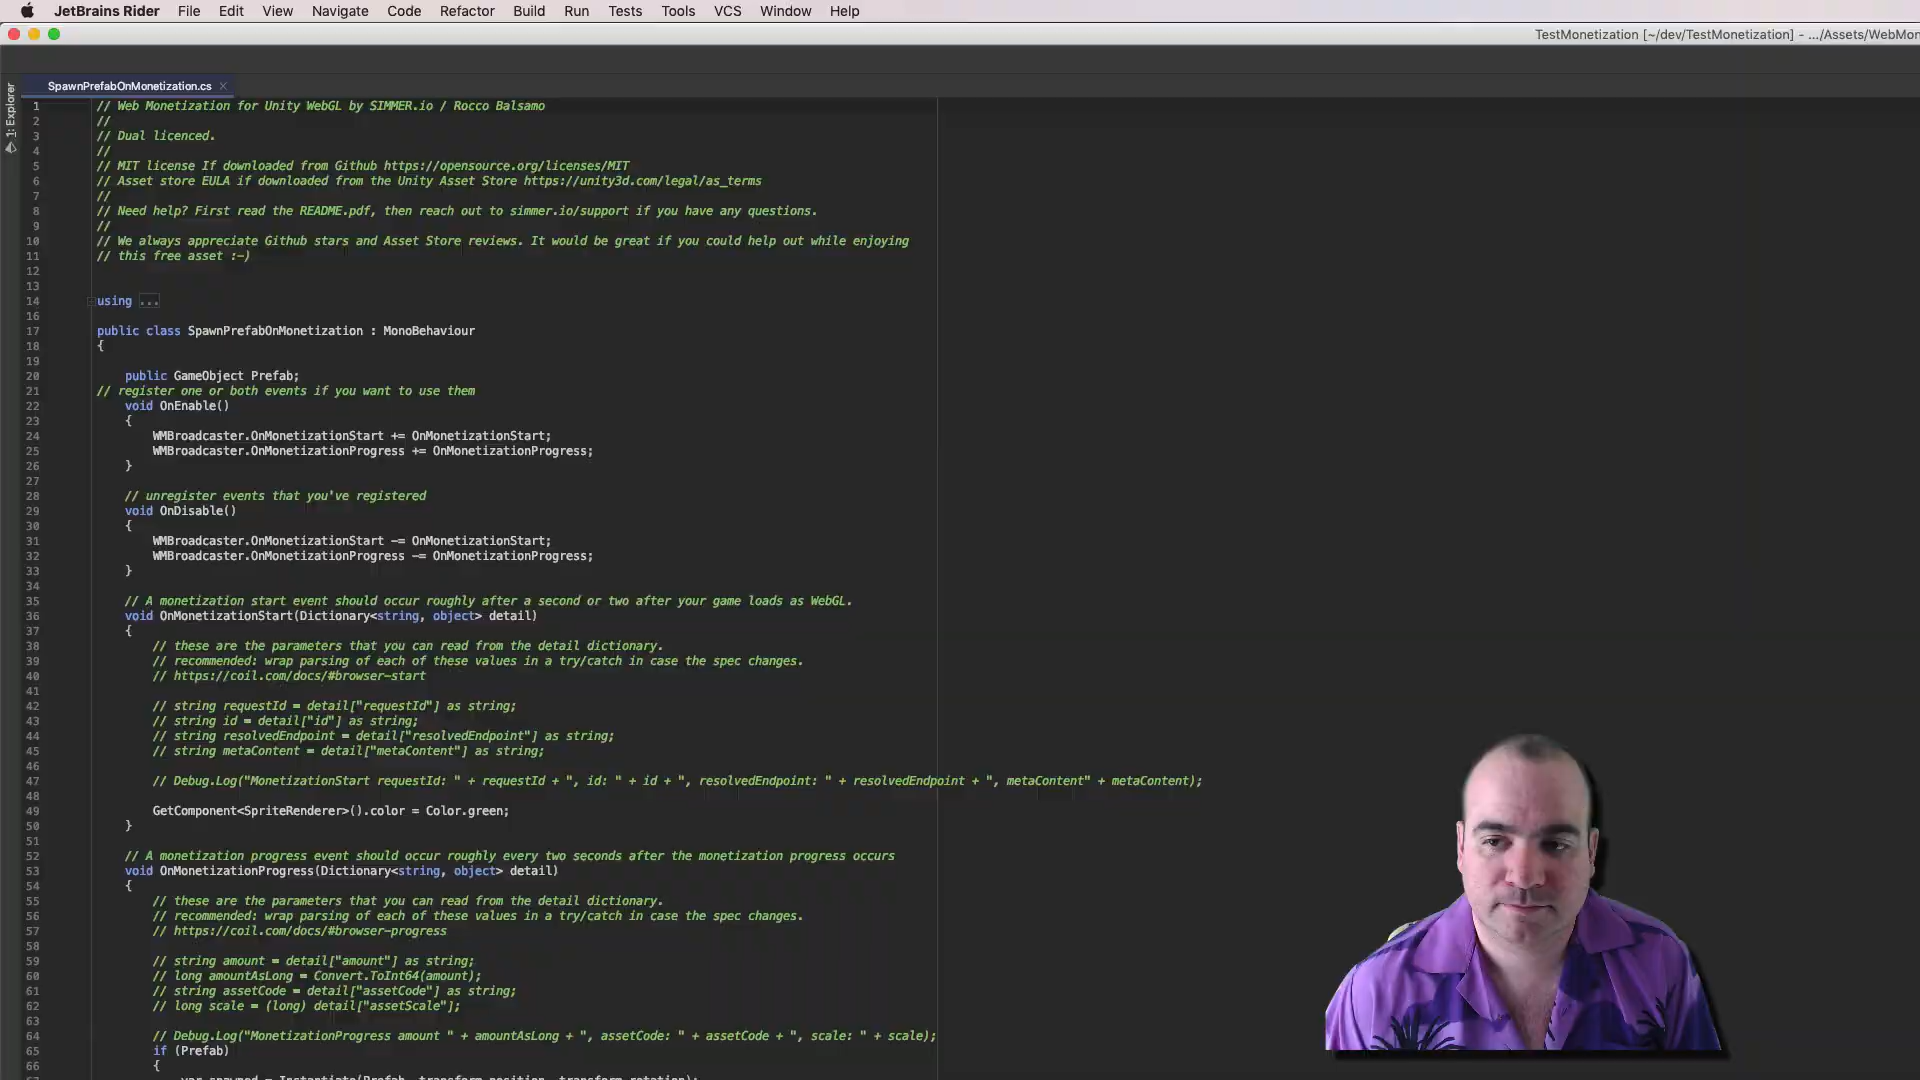 JetBrains Rider File Edit View Navigate Code Refactor Build Run Tests Tools VCS Window Help
TestMonetization [~/dev/TestMonetization] - .../Assets/WebMon
SpawnPrefabOnMonetization.cs
1: Explorer
1 // Web Monetization for Unity WebGL by SIMMER.io / Rocco Balsamo
2 //
3 // Dual licenced.
4 //
5 // MIT license If downloaded from Github https://opensource.org/licenses/MIT
6 // Asset store EULA if downloaded from the Unity Asset Store https://unity3d.com/legal/as_terms
7 //
8 // Need help? First read the README.pdf, then reach out to simmer.io/support if you have any questions.
9 //
10 // We always appreciate Github stars and Asset Store reviews. It would be great if you could help out while enjoying
11 // this free asset :-)
12
13
14 using ...
16
17 public class SpawnPrefabOnMonetization : MonoBehaviour
18 {
19
20 public GameObject Prefab;
21 // register one or both events if you want to use them
22 void OnEnable()
23 {
24 WMBroadcaster.OnMonetizationStart += OnMonetizationStart;
25 WMBroadcaster.OnMonetizationProgress += OnMonetizationProgress;
26 }
27
28 // unregister events that you've registered
29 void OnDisable()
30 {
31 WMBroadcaster.OnMonetizationStart -= OnMonetizationStart;
32 WMBroadcaster.OnMonetizationProgress -= OnMonetizationProgress;
33 }
34
35 // A monetization start event should occur roughly after a second or two after your game loads as WebGL.
36 void OnMonetizationStart(Dictionary<string, object> detail)
37 {
38 // these are the parameters that you can read from the detail dictionary.
39 // recommended: wrap parsing of each of these values in a try/catch in case the spec changes.
40 // https://coil.com/docs/#browser-start
41
42 // string requestId = detail["requestId"] as string;
43 // string id = detail["id"] as string;
44 // string resolvedEndpoint = detail["resolvedEndpoint"] as string;
45 // string metaContent = detail["metaContent"] as string;
46
47 // Debug.Log("MonetizationStart requestId: " + requestId + ", id: " + id + ", resolvedEndpoint: " + resolvedEndpoint + ", metaContent" + metaContent);
48
49 GetComponent<SpriteRenderer>().color = Color.green;
50 }
51
52 // A monetization progress event should occur roughly every two seconds after the monetization progress occurs
53 void OnMonetizationProgress(Dictionary<string, object> detail)
54 {
55 // these are the parameters that you can read from the detail dictionary.
56 // recommended: wrap parsing of each of these values in a try/catch in case the spec changes.
57 // https://coil.com/docs/#browser-progress
58
59 // string amount = detail["amount"] as string;
60 // long amountAsLong = Convert.ToInt64(amount);
61 // string assetCode = detail["assetCode"] as string;
62 // long scale = (long) detail["assetScale"];
63
64 // Debug.Log("MonetizationProgress amount " + amountAsLong + ", assetCode: " + assetCode + ", scale: " + scale);
65 if (Prefab)
66 {
67 var spawned = Instantiate(Prefab, transform.position, transform.rotation);